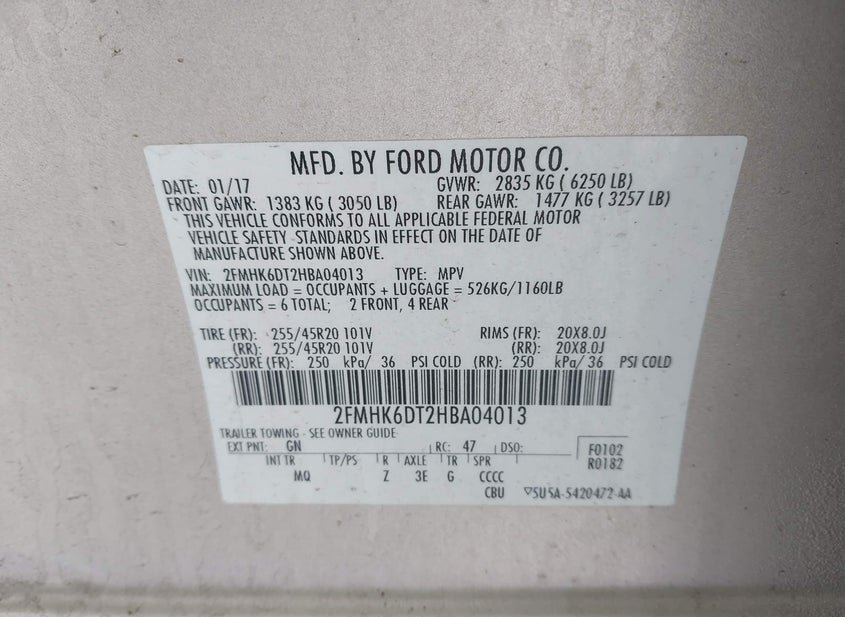 MFD. BY FORD MOTOR CO.
DATE: 01/17 GVWR: 2835 KG ( 6250 LB)
FRONT GAWR: 1383 KG ( 3050 LB) REAR GAWR: 1477 KG ( 3257 LB)
THIS VEHICLE CONFORMS TO ALL APPLICABLE FEDERAL MOTOR
VEHICLE SAFETY STANDARDS IN EFFECT ON THE DATE OF
MANUFACTURE SHOWN ABOVE.
VIN: 2FMHK6DT2HBA04013 TYPE: MPV
MAXIMUM LOAD = OCCUPANTS + LUGGAGE = 526KG/1160LB
OCCUPANTS = 6 TOTAL; 2 FRONT, 4 REAR
TIRE (FR): 255/45R20 101V RIMS (FR): 20X8.0J
(RR): 255/45R20 101V (RR): 20X8.0J
PRESSURE (FR): 250 kPa/ 36 PSI COLD (RR): 250 kPa/ 36 PSI COLD
2FMHK6DT2HBA04013
TRAILER TOWING - SEE OWNER GUIDE
EXT PNT: GN RC: 47 DSO: F0102
INT TR TP/PS R AXLE TR SPR R0182
MQ Z 3E G CCCC
CBU 5U5A-5420472-AA